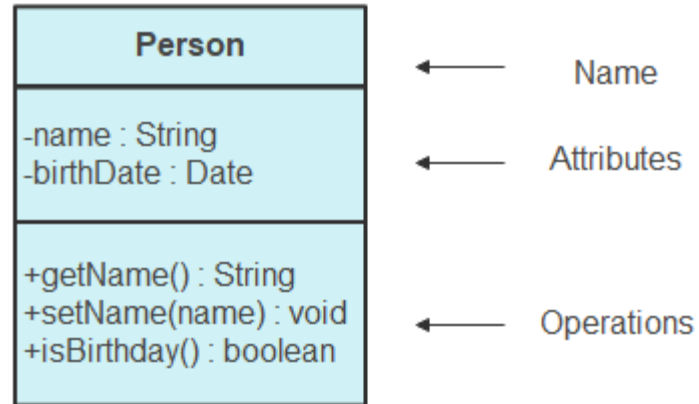 Person
Name
-name : String
-birthDate : Date
Attributes
+getName() : String
+setName(name) : void
+isBirthday() : boolean
Operations